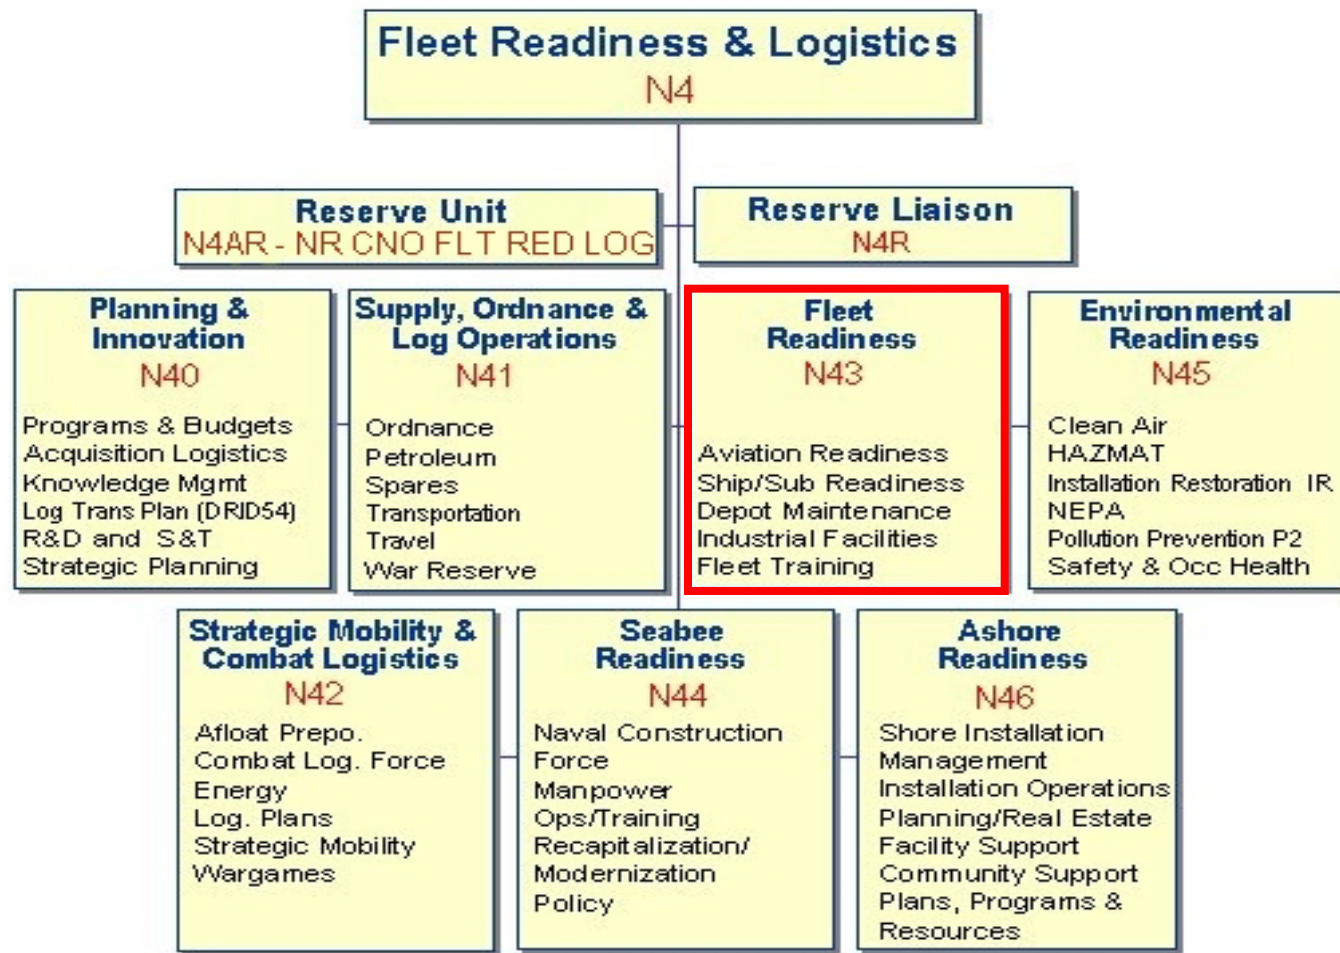 Fleet Readiness & Logistics
N4
Reserve Unit
N4AR - NR CNO FLT RED LOG
Reserve Liaison
N4R
Planning &
Innovation
N40
Programs & Budgets
Acquisition Logistics
Knowledge Mgmt
Log Trans Plan (DRID54)
R&D and S&T
Strategic Planning
Supply, Ordnance &
Log Operations
N41
Ordnance
Petroleum
Spares
Transportation
Travel
War Reserve
Fleet
Readiness
N43
Aviation Readiness
Ship/Sub Readiness
Depot Maintenance
Industrial Facilities
Fleet Training
Environmental
Readiness
N45
Clean Air
HAZMAT
Installation Restoration IR
NEPA
Pollution Prevention P2
Safety & Occ Health
Strategic Mobility &
Combat Logistics
N42
Afloat Prepo.
Combat Log. Force
Energy
Log. Plans
Strategic Mobility
Wargames
Seabee
Readiness
N44
Naval Construction
Force
Manpower
Ops/Training
Recapitalization/
Modernization
Policy
Ashore
Readiness
N46
Shore Installation
Management
Installation Operations
Planning/Real Estate
Facility Support
Community Support
Plans, Programs &
Resources